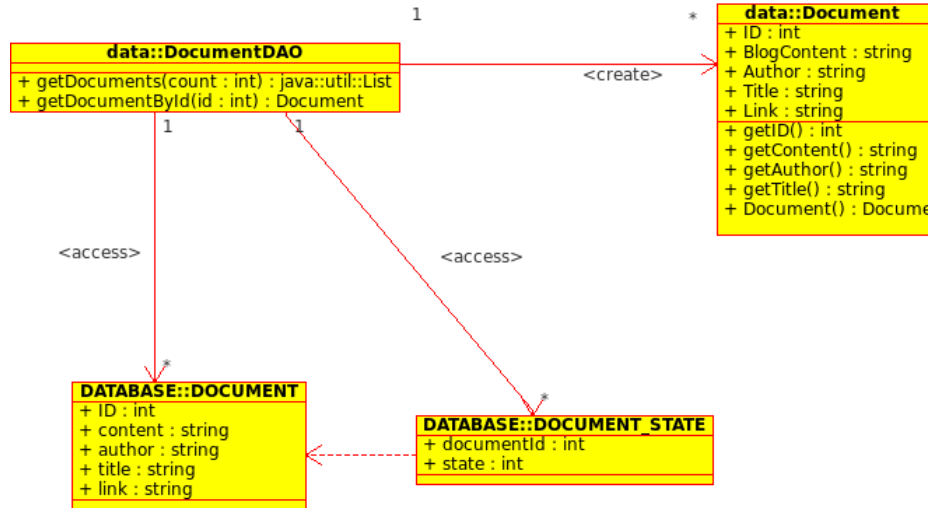 1
*
data::DocumentDAO
+ getDocuments(count : int) : java::util::List
+ getDocumentById(id : int) : Document
<create>
data::Document
+ ID : int
+ BlogContent : string
+ Author : string
+ Title : string
+ Link : string
+ getID() : int
+ getContent() : string
+ getAuthor() : string
+ getTitle() : string
+ Document() : Docume
1
1
<access>
<access>
*
*
DATABASE::DOCUMENT
+ ID : int
+ content : string
+ author : string
+ title : string
+ link : string
DATABASE::DOCUMENT_STATE
+ documentId : int
+ state : int